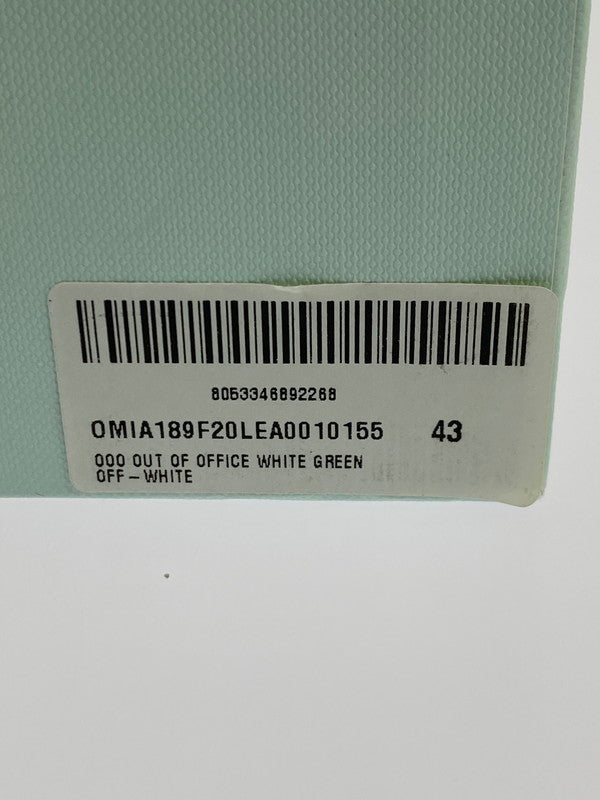 8053346892268
OMIA189F20LEA0010155 43
OOO OUT OF OFFICE WHITE GREEN
OFF-WHITE